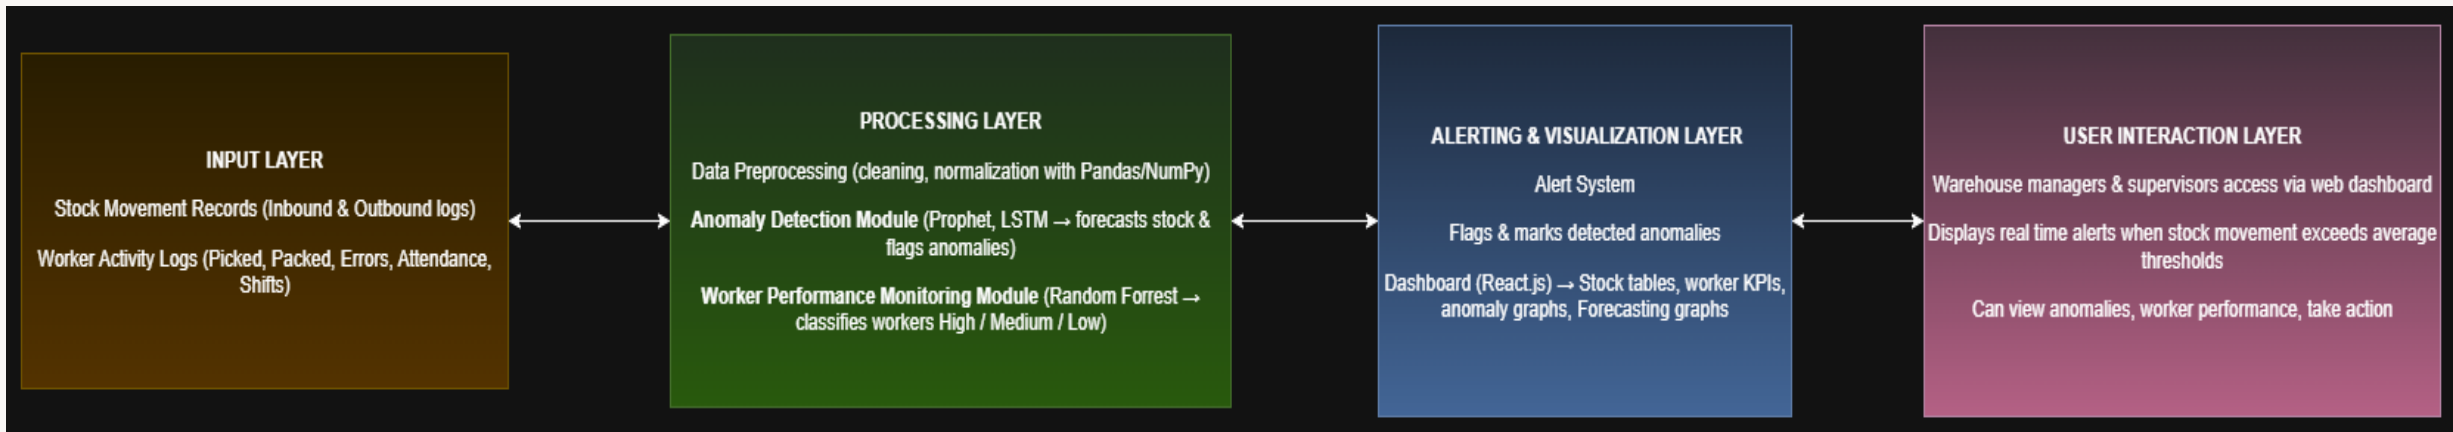 INPUT LAYER
Stock Movement Records (Inbound & Outbound logs)
Worker Activity Logs (Picked, Packed, Errors, Attendance,
Shifts)
PROCESSING LAYER
Data Preprocessing (cleaning, normalization with Pandas/NumPy)
Anomaly Detection Module (Prophet, LSTM → forecasts stock &
flags anomalies)
Worker Performance Monitoring Module (Random Forrest →
classifies workers High / Medium / Low)
ALERTING & VISUALIZATION LAYER
Alert System
Flags & marks detected anomalies
Dashboard (React.js) → Stock tables, worker KPIs,
anomaly graphs, Forecasting graphs
USER INTERACTION LAYER
Warehouse managers & supervisors access via web dashboard
Displays real time alerts when stock movement exceeds average
thresholds
Can view anomalies, worker performance, take action